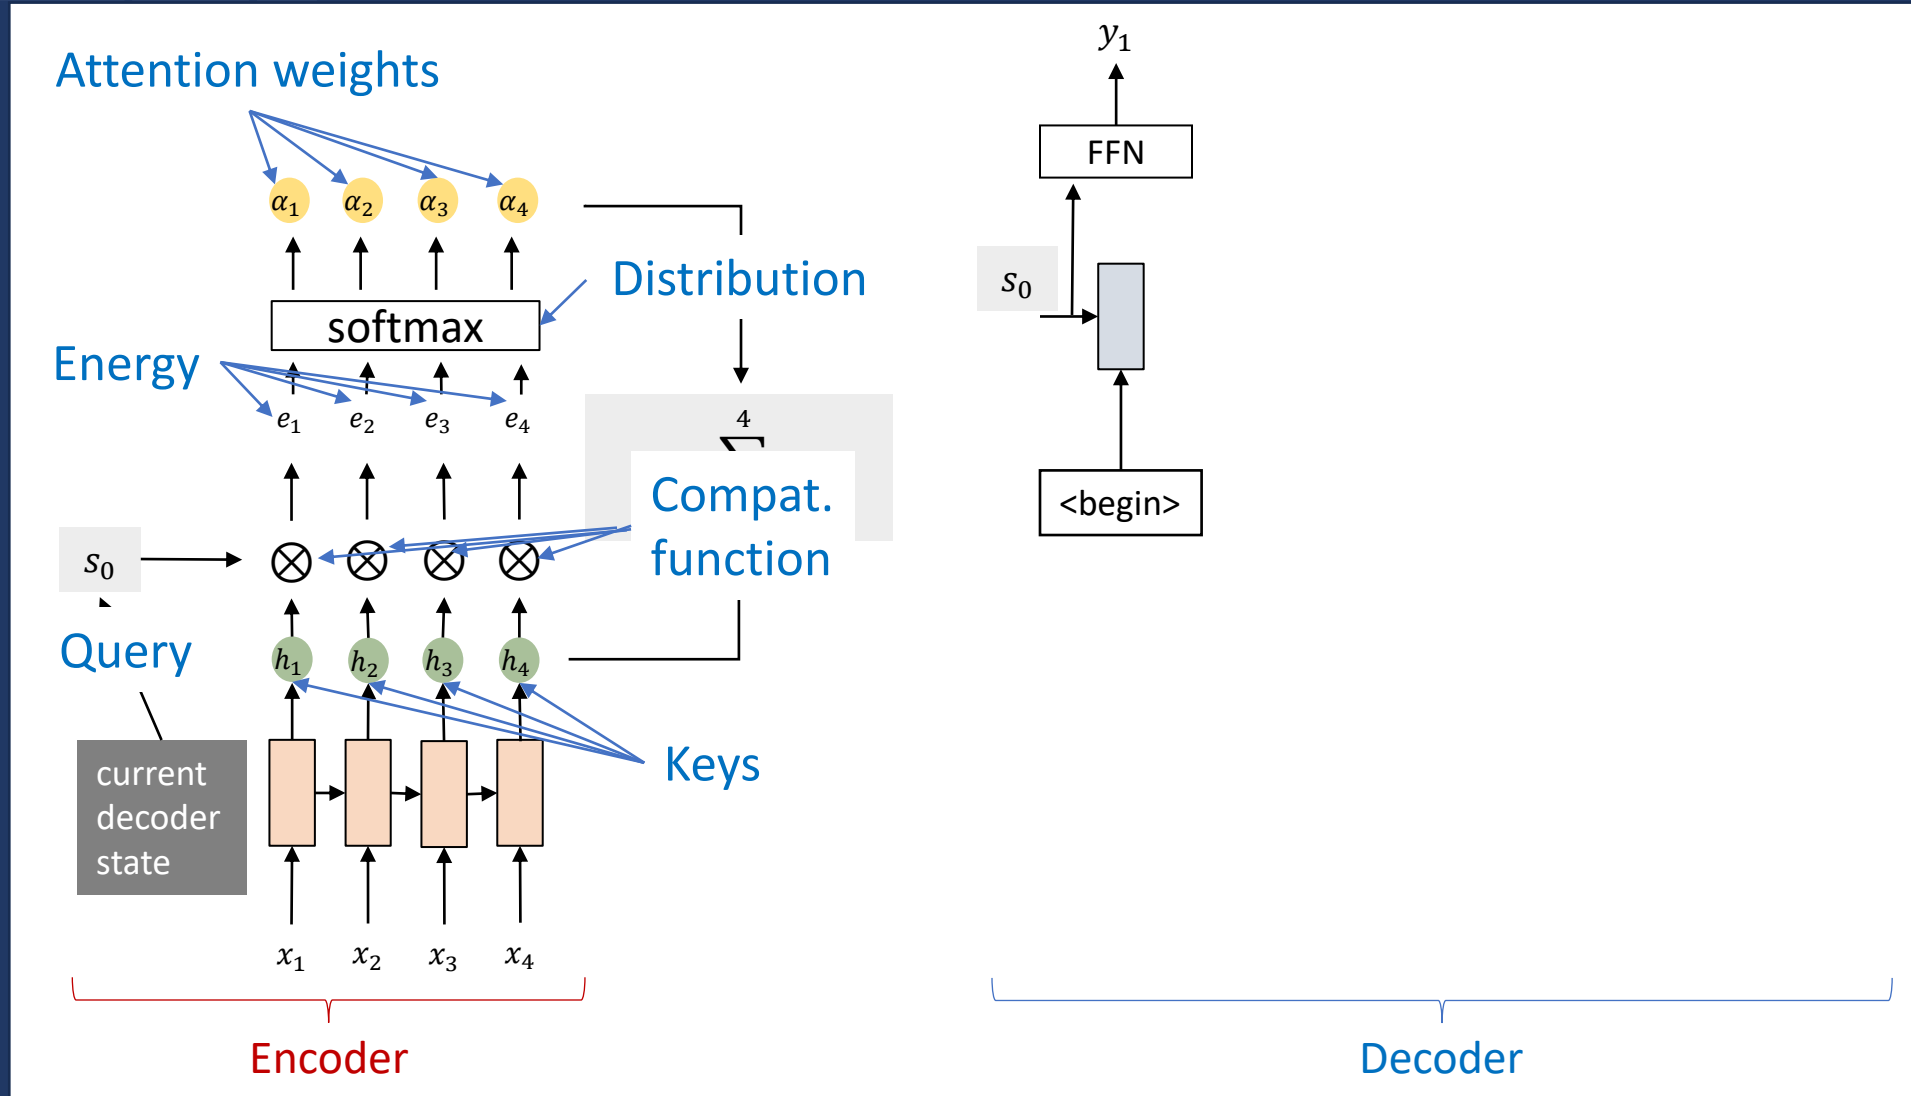 Attention weights
α₁ α₂ α₃ α₄
Distribution
softmax
Energy
e₁ e₂ e₃ e₄
4
∑
Compat.
function
s₀
Query
h₁ h₂ h₃ h₄
Keys
current
decoder
state
x₁ x₂ x₃ x₄
Encoder
y₁
FFN
s₀
<begin>
Decoder